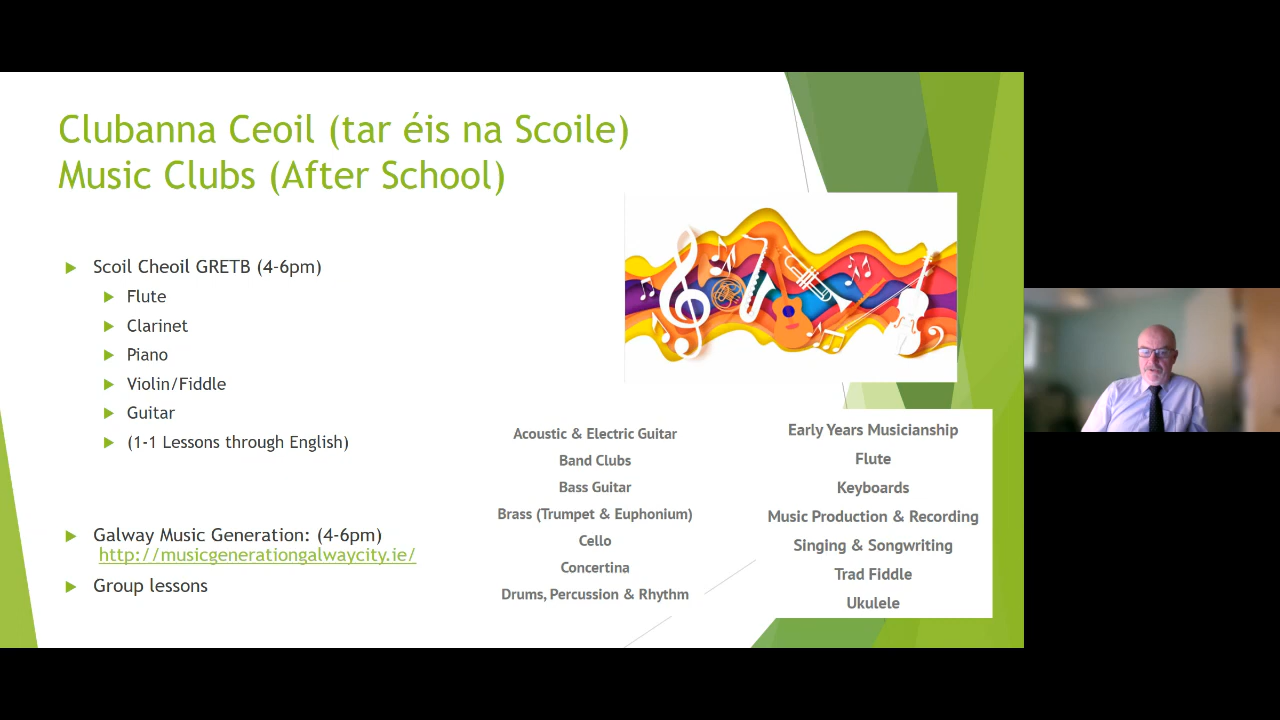 Clubanna Ceoil (tar éis na Scoile)
Music Clubs (After School)
Scoil Cheoil GRETB (4-6pm)
Flute
Clarinet
Piano
Violin/Fiddle
Guitar
(1-1 Lessons through English)
Galway Music Generation: (4-6pm)
http://musicgenerationgalwaycity.ie/
Group lessons
Acoustic & Electric Guitar
Band Clubs
Bass Guitar
Brass (Trumpet & Euphonium)
Cello
Concertina
Drums, Percussion & Rhythm
Early Years Musicianship
Flute
Keyboards
Music Production & Recording
Singing & Songwriting
Trad Fiddle
Ukulele